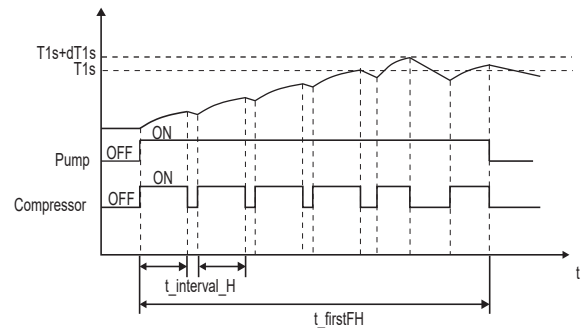 T1s+dT1s
T1s
ON
Pump
OFF
ON
Compressor
OFF
t
t_interval_H
t_firstFH